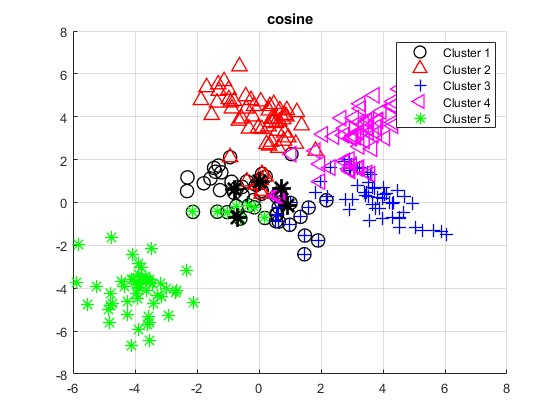 cosine
8
6
4
2
0
-2
-4
-6
-8
Cluster 1
Cluster 2
Cluster 3
Cluster 4
Cluster 5
-6 -4 -2 0 2 4 6 8